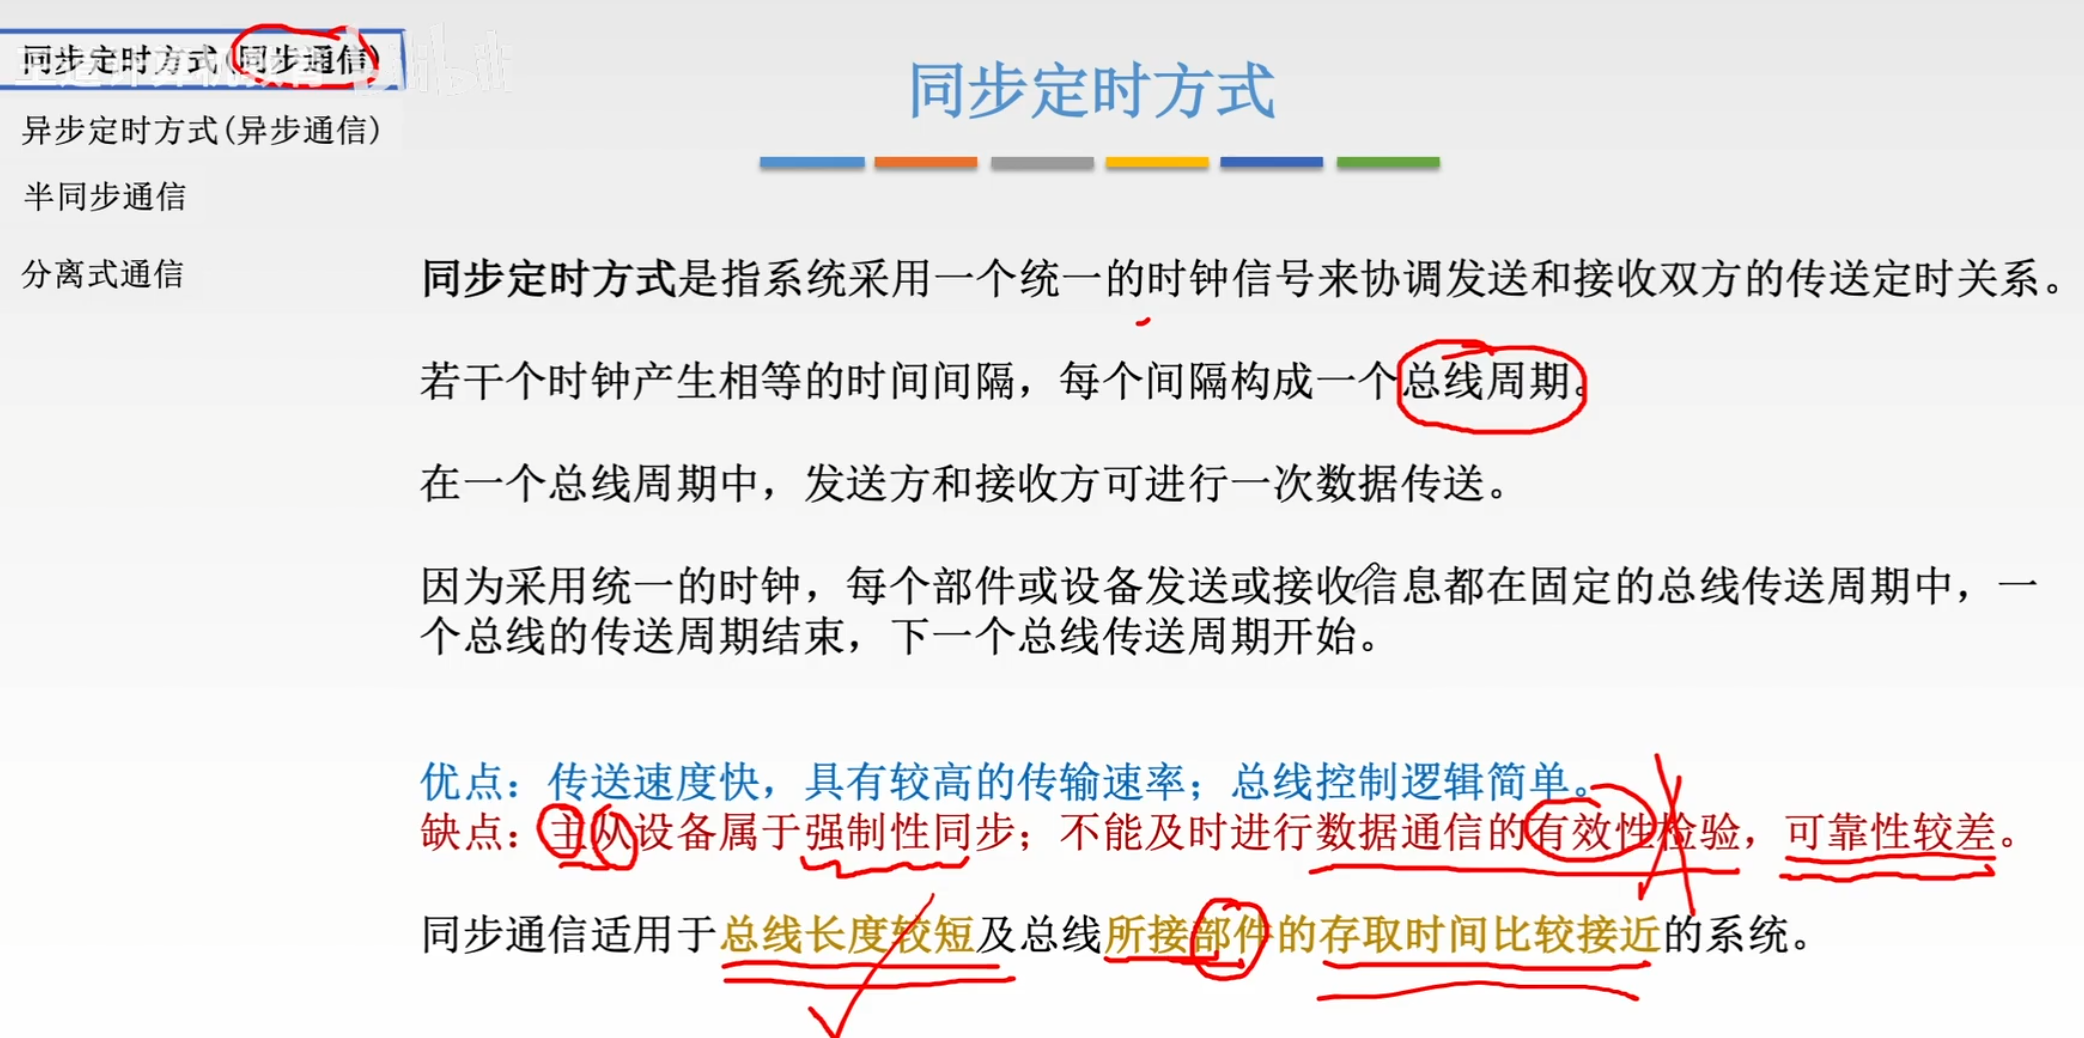 同步定时方式(同步通信)
异步定时方式(异步通信)
半同步通信
分离式通信
同步定时方式
同步定时方式是指系统采用一个统一的时钟信号来协调发送和接收双方的传送定时关系。
若干个时钟产生相等的时间间隔，每个间隔构成一个总线周期。
在一个总线周期中，发送方和接收方可进行一次数据传送。
因为采用统一的时钟，每个部件或设备发送或接收信息都在固定的总线传送周期中，一
个总线的传送周期结束，下一个总线传送周期开始。
优点：传送速度快，具有较高的传输速率；总线控制逻辑简单。
缺点：主从设备属于强制性同步；不能及时进行数据通信的有效性检验，可靠性较差。
同步通信适用于总线长度较短及总线所接部件的存取时间比较接近的系统。